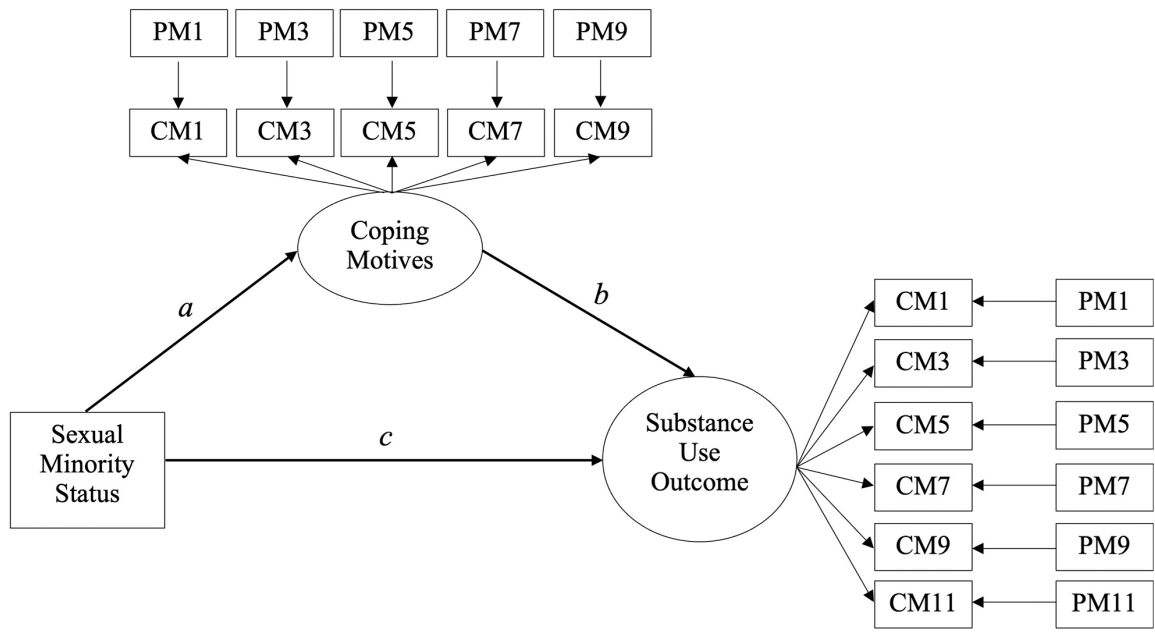 PM1 PM3 PM5 PM7 PM9
CM1 CM3 CM5 CM7 CM9
Coping
Motives
a
b
c
Sexual
Minority
Status
Substance
Use
Outcome
CM1 PM1
CM3 PM3
CM5 PM5
CM7 PM7
CM9 PM9
CM11 PM11